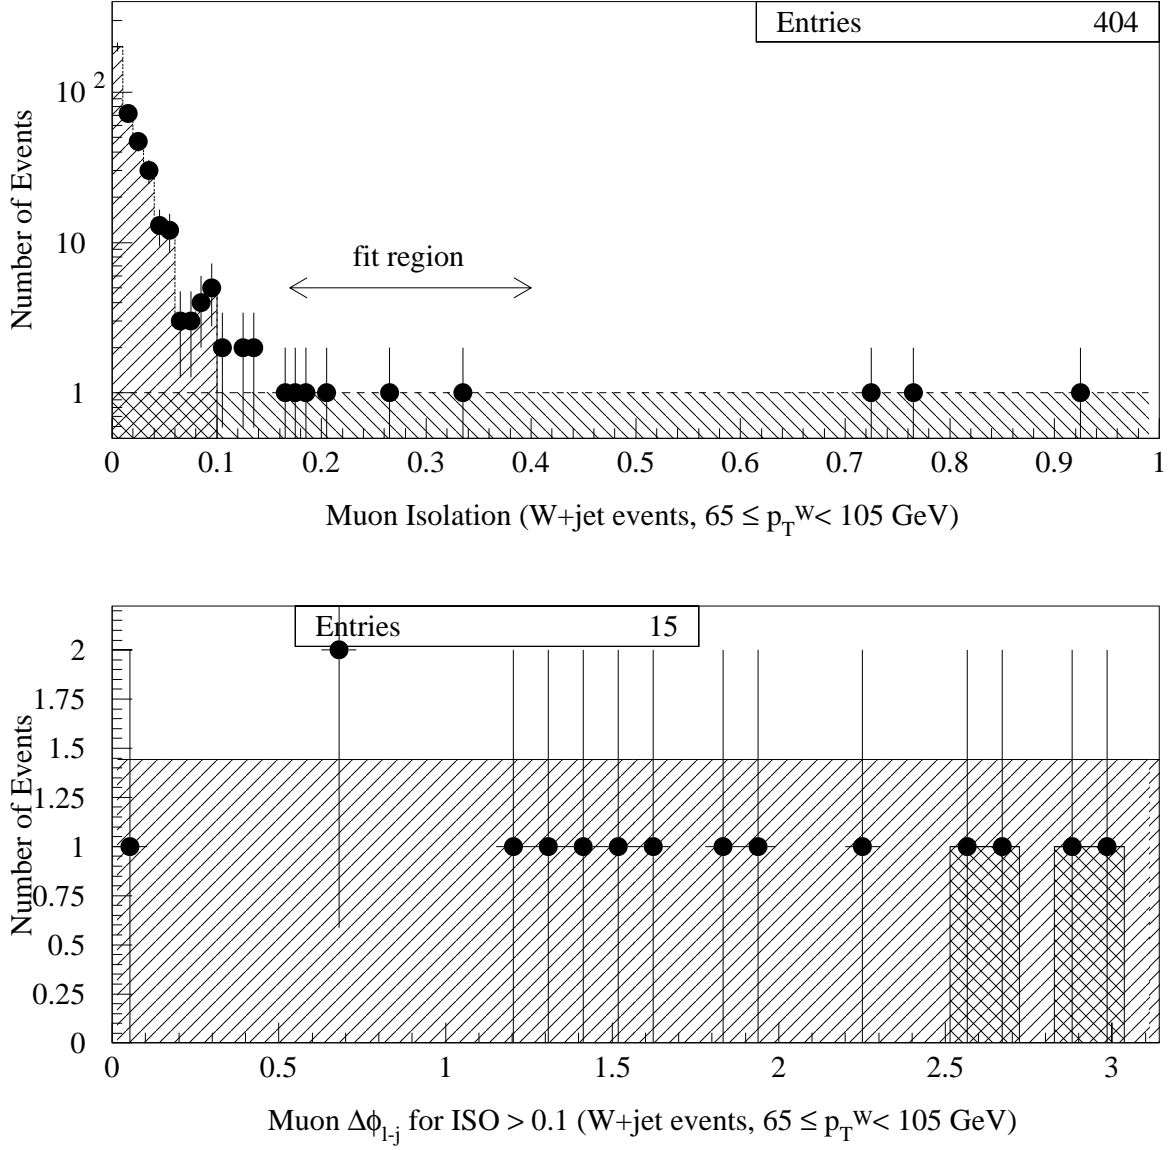 Entries 404
10 2
10
1
Number of Events
fit region
0 0.1 0.2 0.3 0.4 0.5 0.6 0.7 0.8 0.9 1
Muon Isolation (W+jet events, 65 ≤ pTW< 105 GeV)
Entries 15
2
1.75
1.5
1.25
1
0.75
0.5
0.25
0
Number of Events
0 0.5 1 1.5 2 2.5 3
Muon Δϕl-j for ISO > 0.1 (W+jet events, 65 ≤ pTW< 105 GeV)